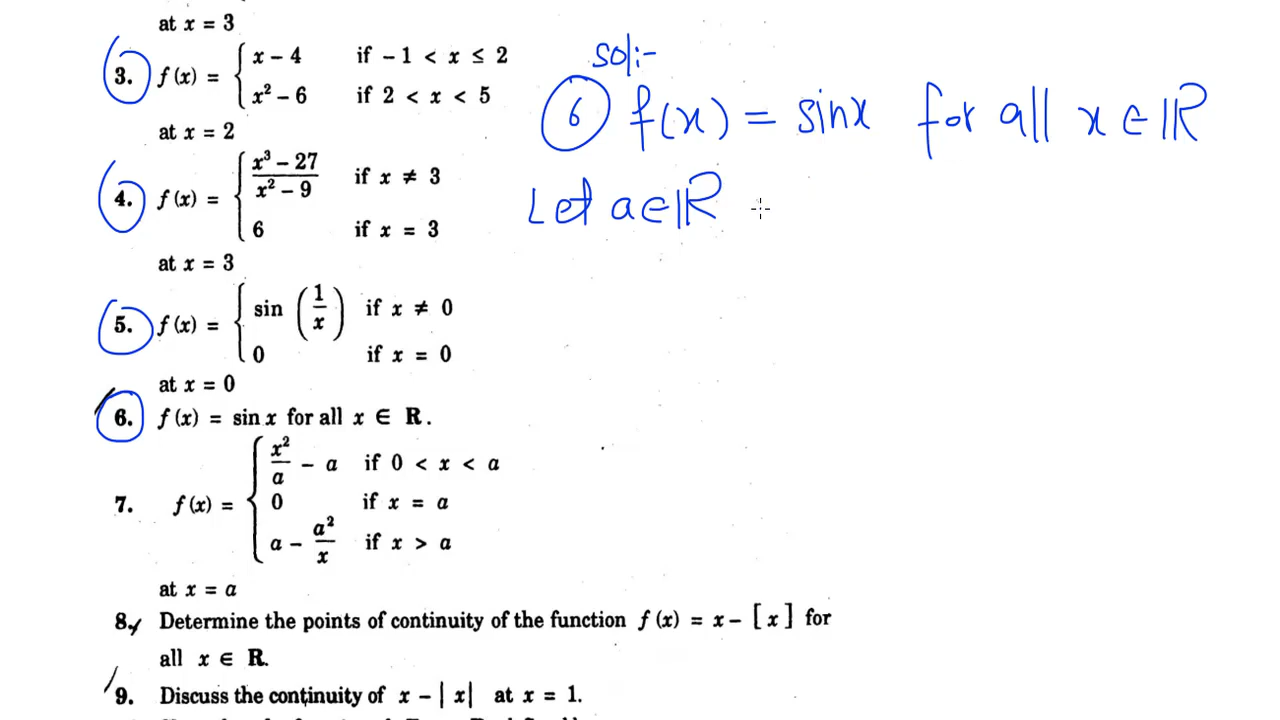 at x = 3
3. f(x) = { x − 4 if − 1 < x ≤ 2
x² − 6 if 2 < x < 5
at x = 2
4. f(x) = { x³ − 27 / x² − 9 if x ≠ 3
6 if x = 3
at x = 3
5. f(x) = { sin (1/x) if x ≠ 0
0 if x = 0
at x = 0
6. f(x) = sin x for all x ∈ R.
7. f(x) = { x²/a − a if 0 < x < a
0 if x = a
a − a²/x if x > a
at x = a
8. Determine the points of continuity of the function f(x) = x − [x] for
all x ∈ R.
9. Discuss the continuity of x − |x| at x = 1.
Sol:-
6 f(x) = sinx for all x ∈ ℝ
Let a ∈ ℝ